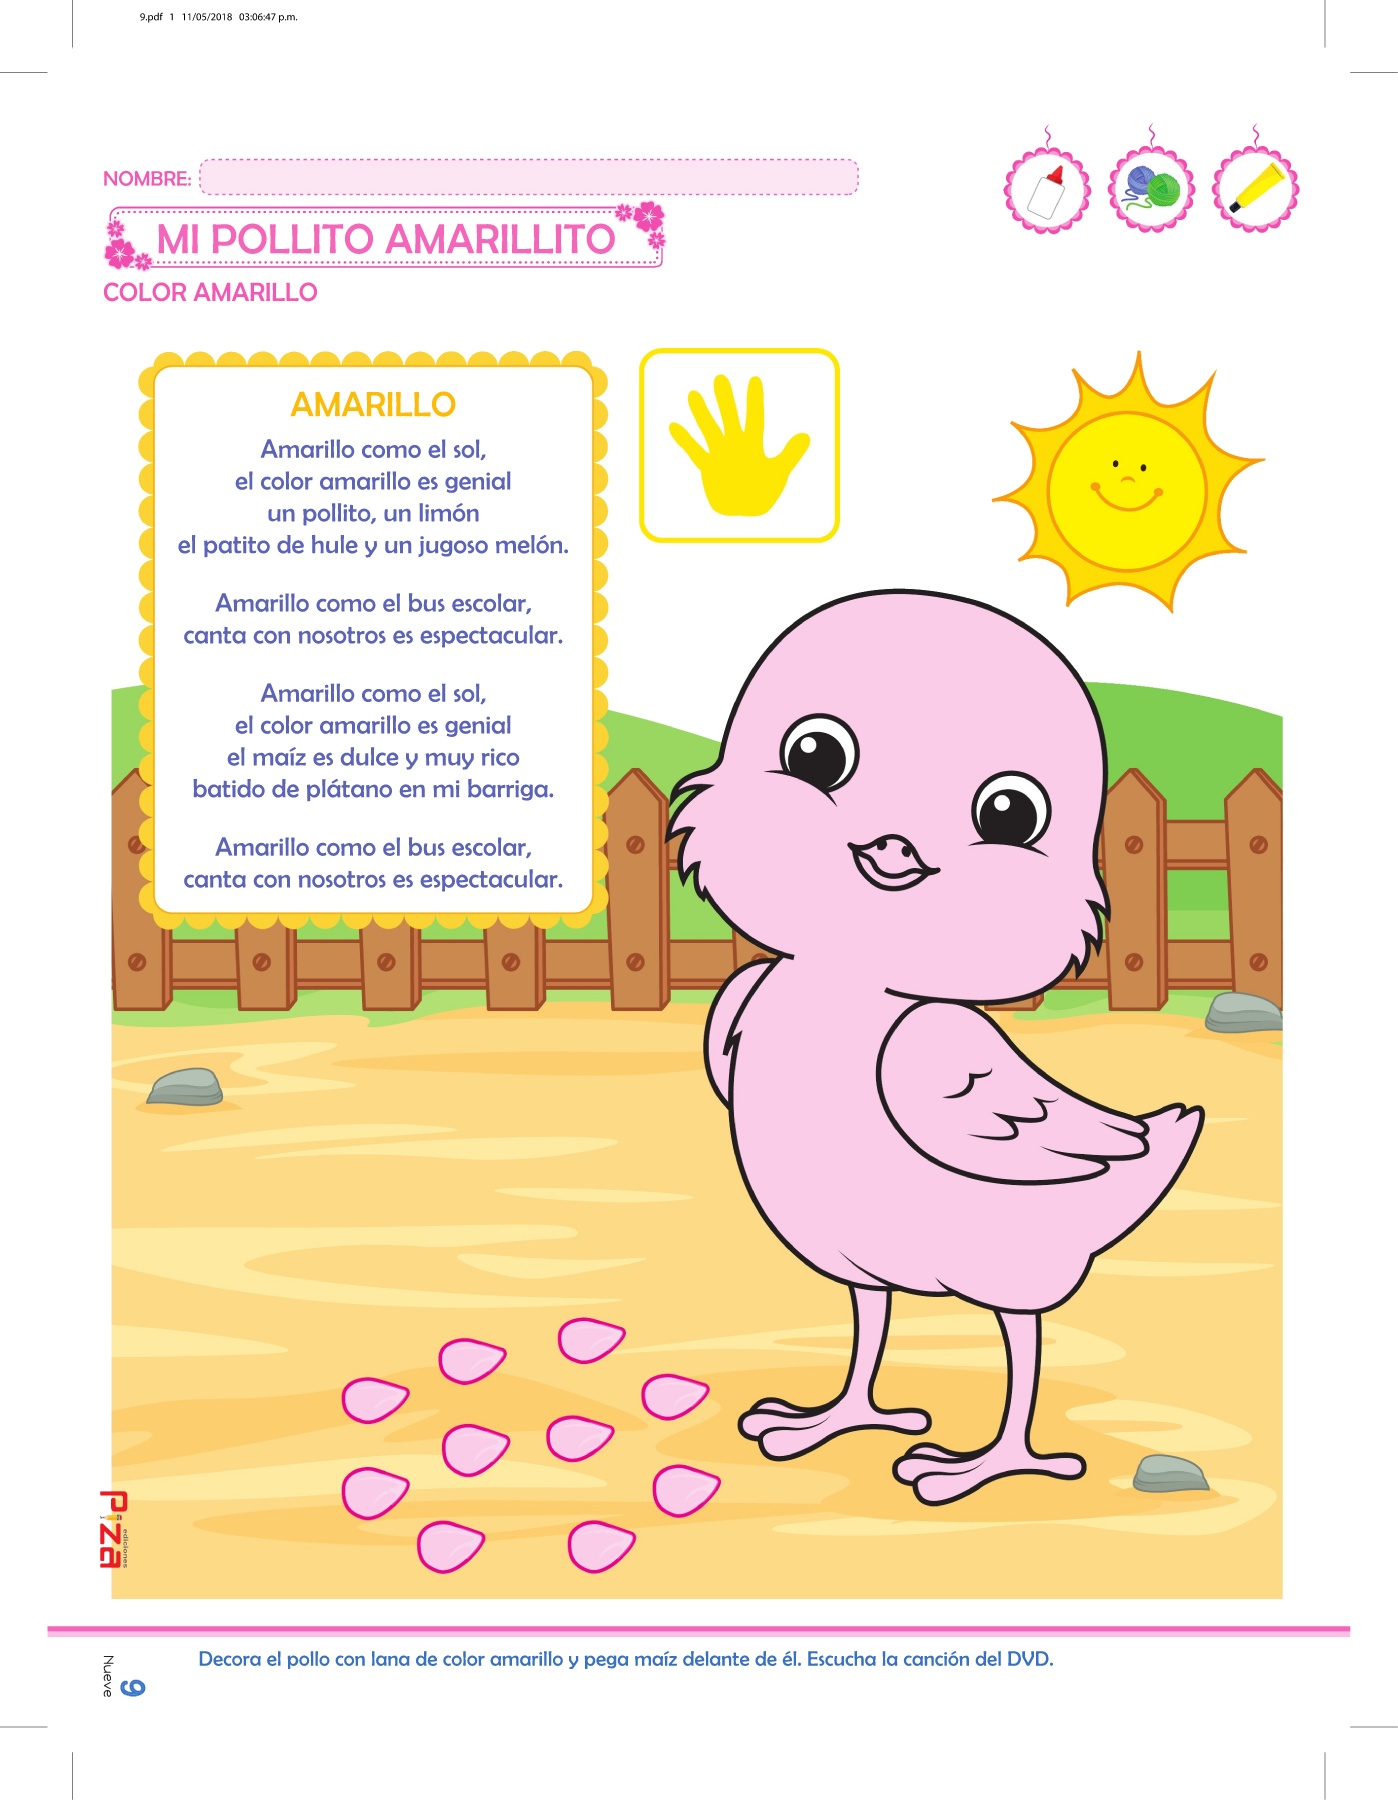 9.pdf 1 11/05/2018 03:06:47 p.m.
NOMBRE:
MI POLLITO AMARILLITO
COLOR AMARILLO
AMARILLO
Amarillo como el sol,
el color amarillo es genial
un pollito, un limón
el patito de hule y un jugoso melón.
Amarillo como el bus escolar,
canta con nosotros es espectacular.
Amarillo como el sol,
el color amarillo es genial
el maíz es dulce y muy rico
batido de plátano en mi barriga.
Amarillo como el bus escolar,
canta con nosotros es espectacular.
Piza
ediciones
Decora el pollo con lana de color amarillo y pega maíz delante de él. Escucha la canción del DVD.
Nueve
9